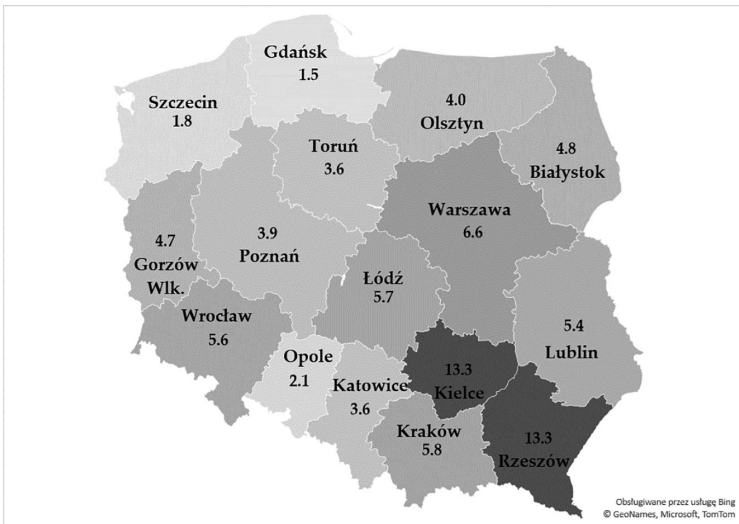 Gdańsk
1.5
Szczecin
1.8
4.0
Olsztyn
Toruń
3.6
4.8
Białystok
Warszawa
6.6
4.7
Gorzów
Wlk.
3.9
Poznań
Łódź
5.7
Wrocław
5.6
5.4
Lublin
Opole
2.1
Katowice
3.6
13.3
Kielce
Kraków
5.8
13.3
Rzeszów
Obsługiwane przez usługę Bing
© GeoNames, Microsoft, TomTom